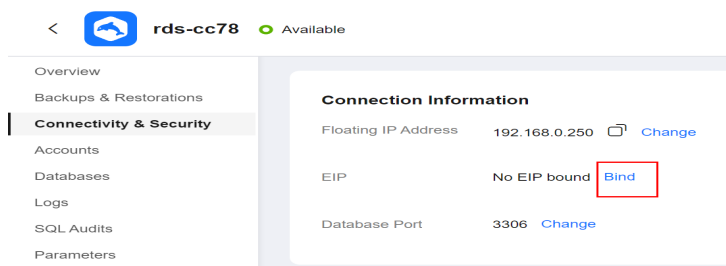 < rds-cc78 Available
Overview
Backups & Restorations
Connectivity & Security
Accounts
Databases
Logs
SQL Audits
Parameters
Connection Information
Floating IP Address 192.168.0.250 Change
EIP No EIP bound Bind
Database Port 3306 Change